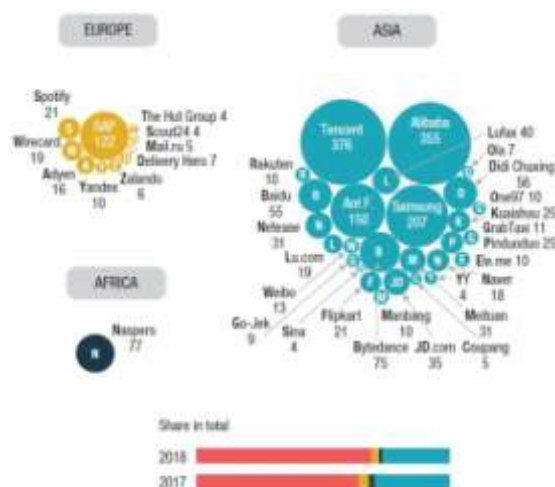 EUROPE
ASIA
Spotify
21
SAP
122
Wirecard
19
Adyen
16
Yandex
10
Zalando
6
The Hut Group 4
Scout24 4
Mail.ru 5
Delivery Hero 7
AFRICA
N
Naspers
77
Tencent
376
Alibaba
355
Ant F
150
Samsung
207
L
JD
Lufax 40
Ola 7
Didi Chuxing
56
One97 10
Kuaishou 25
GrabTaxi 11
Pinduoduo 25
Ele.me 10
Naver
18
YY
4
Meituan
31
Coupang
5
JD.com
35
Manbang
10
Bytedance
75
Flipkart
21
Sina
4
Go-Jek
9
Weibo
13
Lu.com
19
Netease
31
Baidu
55
Rakuten
10
Share in total
2018
2017